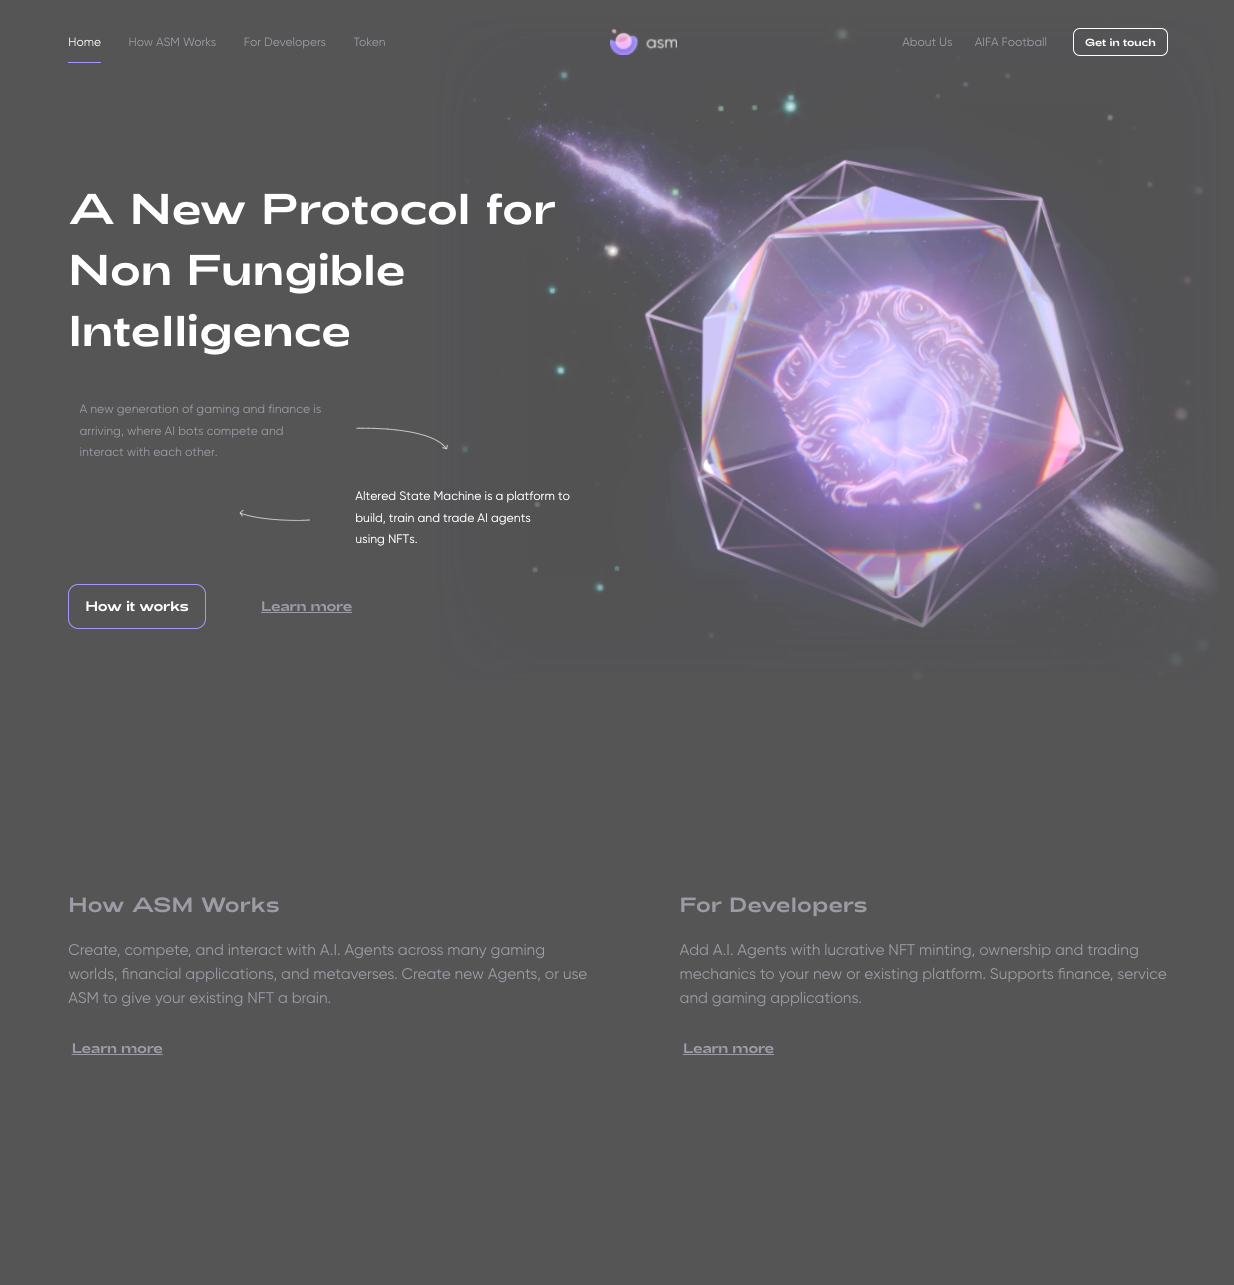 Home How ASM Works For Developers Token asm About Us AIFA Football Get in touch
A New Protocol for
Non Fungible
Intelligence
A new generation of gaming and finance is
arriving, where AI bots compete and
interact with each other.
Altered State Machine is a platform to
build, train and trade AI agents
using NFTs.
How it works Learn more
How ASM Works
Create, compete, and interact with A.I. Agents across many gaming
worlds, financial applications, and metaverses. Create new Agents, or use
ASM to give your existing NFT a brain.
Learn more
For Developers
Add A.I. Agents with lucrative NFT minting, ownership and trading
mechanics to your new or existing platform. Supports finance, service
and gaming applications.
Learn more